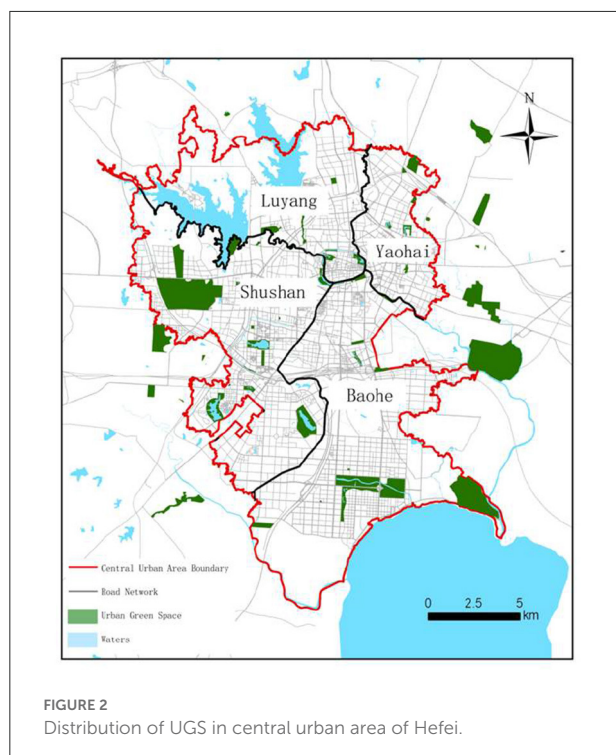 N
Luyang
Yaohai
Shushan
Baohe
Central Urban Area Boundary
Road Network
Urban Green Space
Waters
0 2.5 5
km
FIGURE 2
Distribution of UGS in central urban area of Hefei.